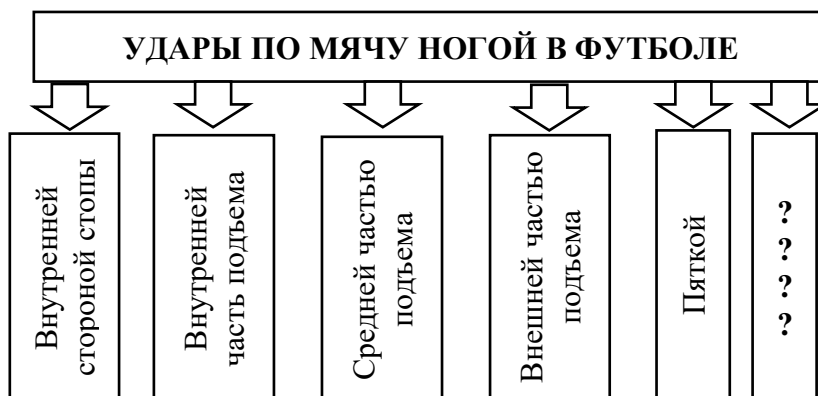 УДАРЫ ПО МЯЧУ НОГОЙ В ФУТБОЛЕ
Внутренней
стороной стопы
Внутренней
часть подъема
Средней частью
подъема
Внешней частью
подъема
Пяткой
?
?
?
?